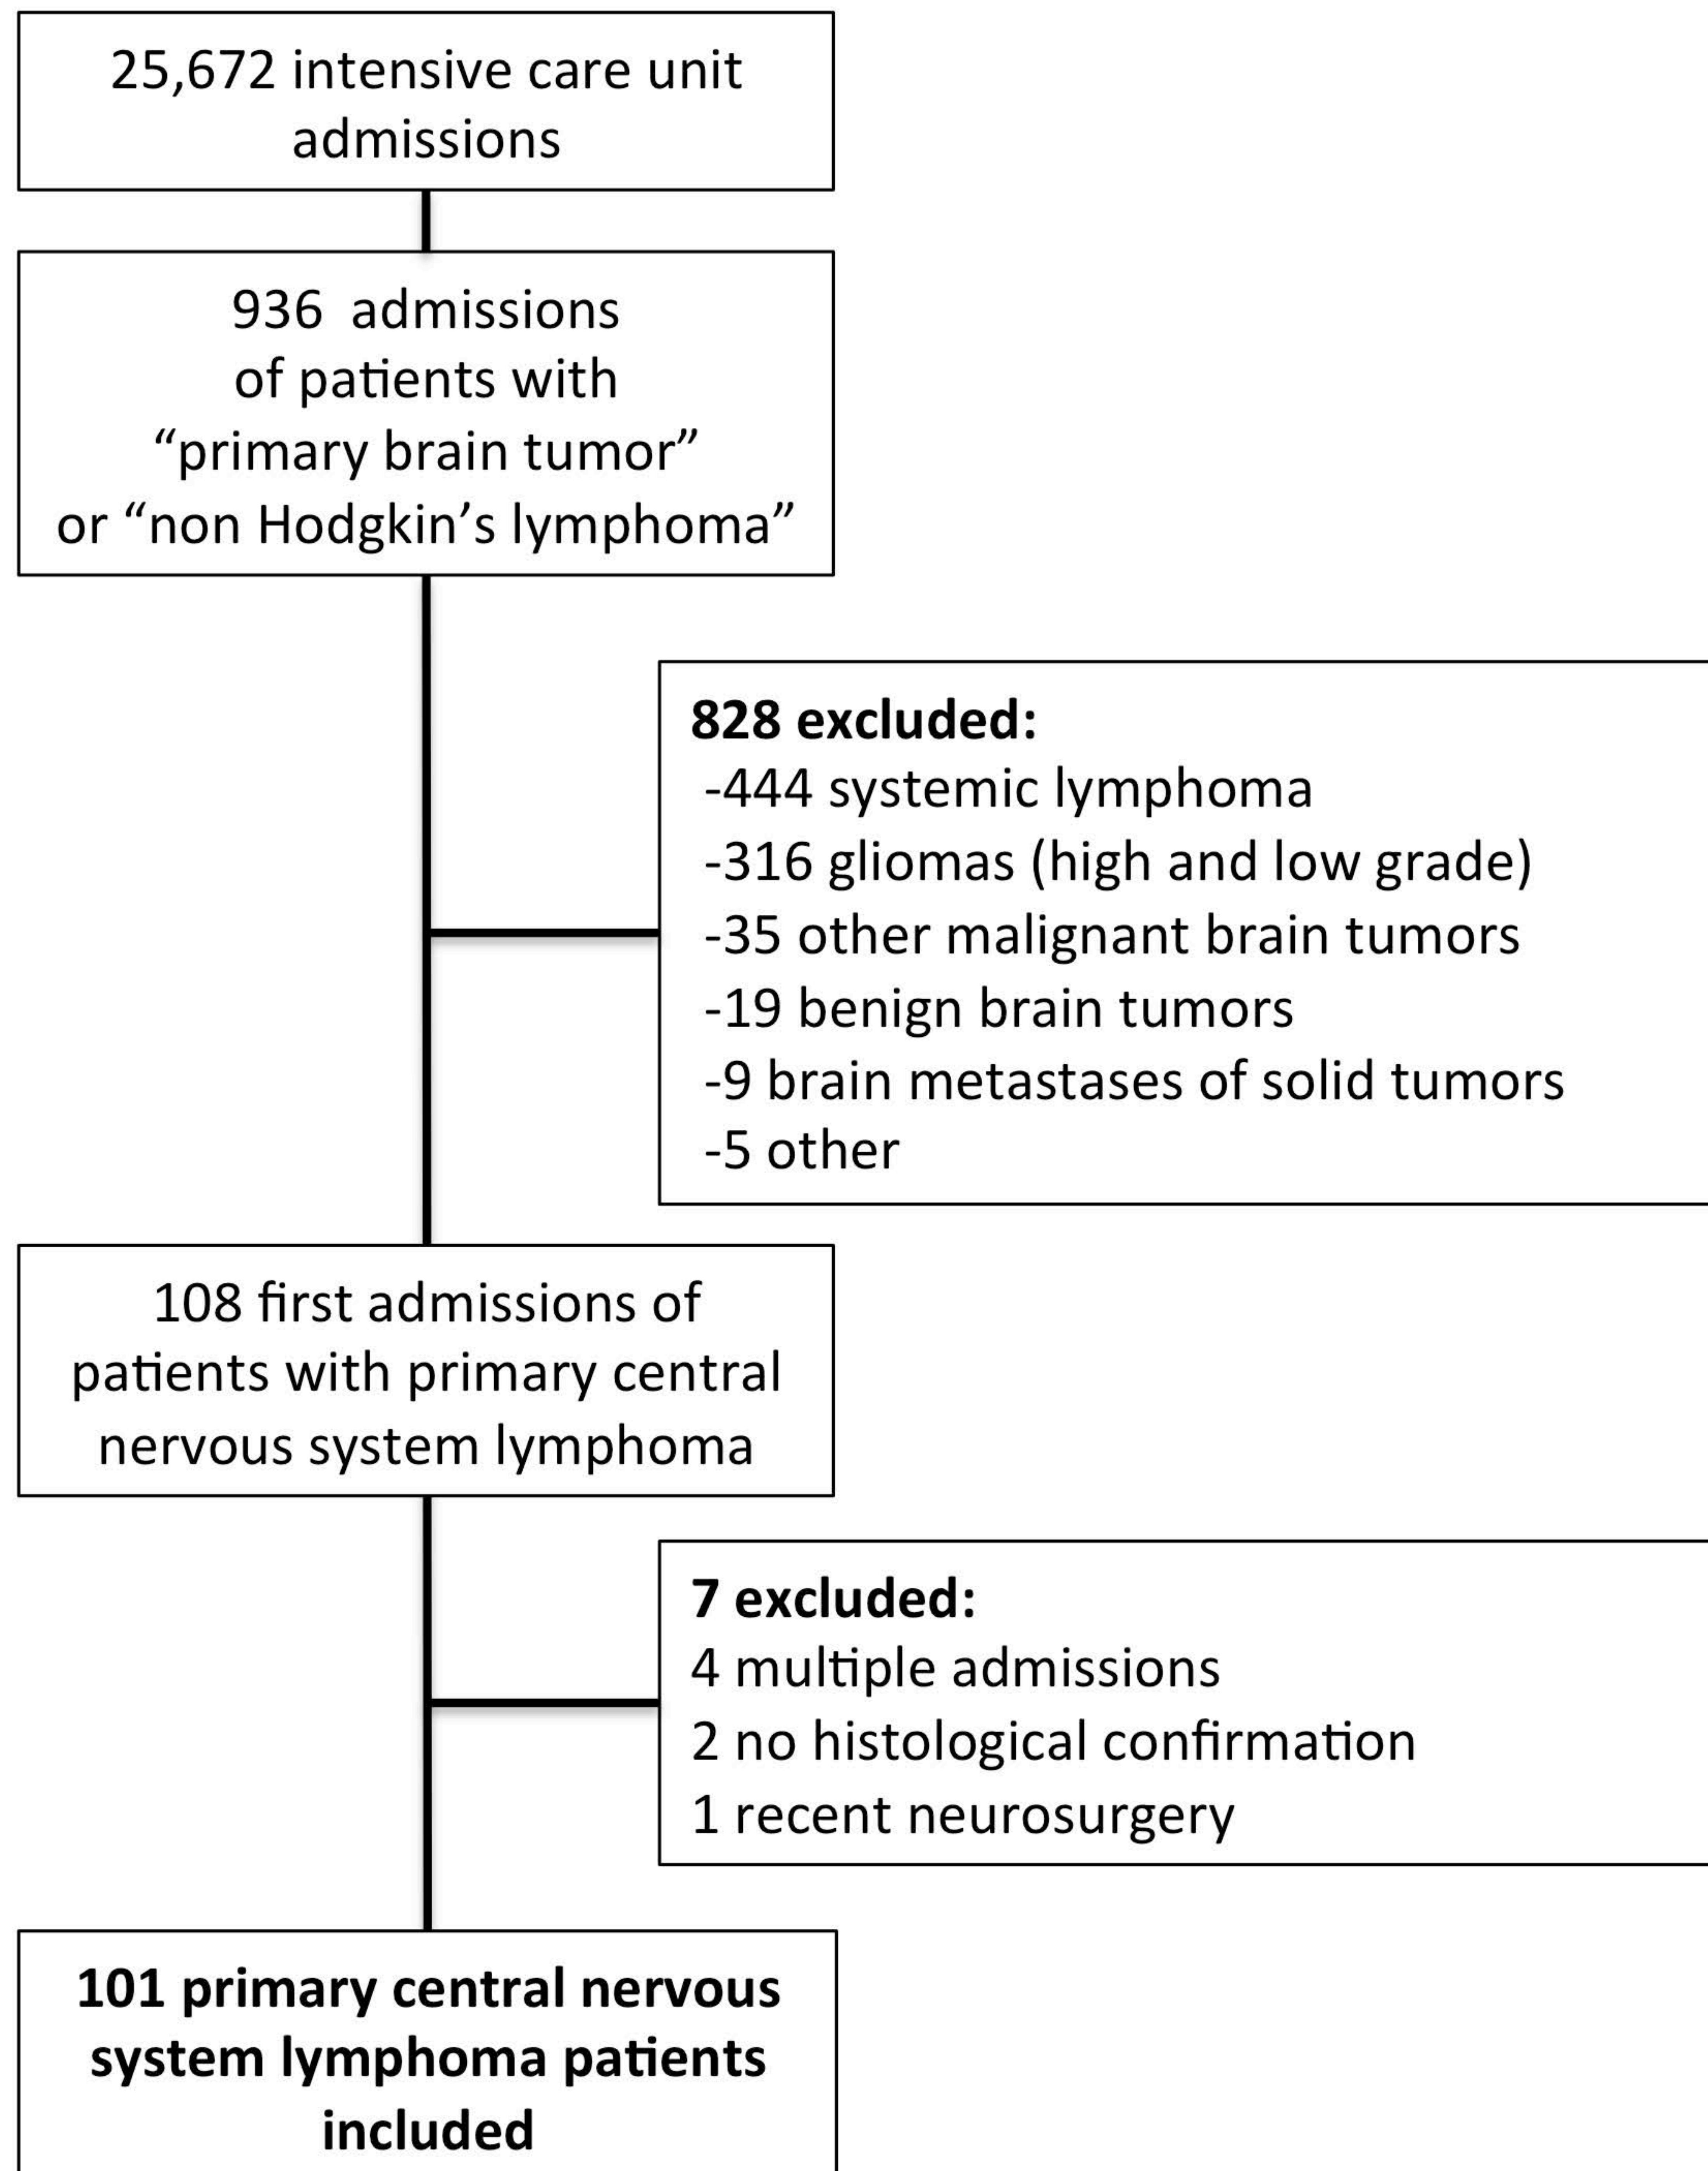 25,672 intensive care unit
admissions
936 admissions
of patients with
“primary brain tumor”
or “non Hodgkin’s lymphoma”
828 excluded:
-444 systemic lymphoma
-316 gliomas (high and low grade)
-35 other malignant brain tumors
-19 benign brain tumors
-9 brain metastases of solid tumors
-5 other
108 first admissions of
patients with primary central
nervous system lymphoma
7 excluded:
4 multiple admissions
2 no histological confirmation
1 recent neurosurgery
101 primary central nervous
system lymphoma patients
included